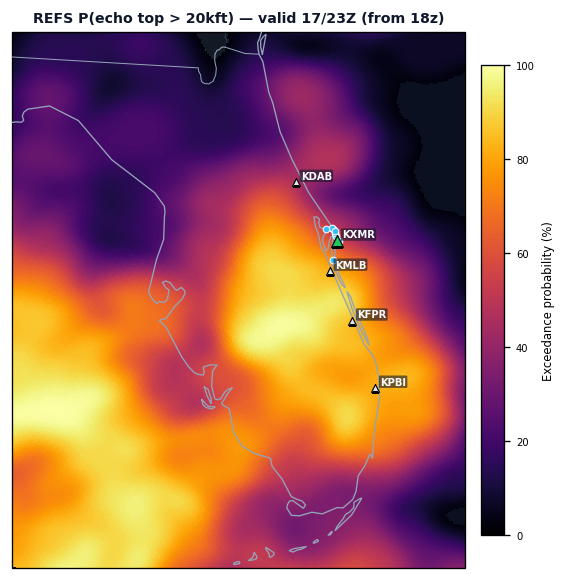 REFS P(echo top > 20kft) — valid 17/23Z (from 18z)
KDAB
KXMR
KMLB
KFPR
KPBI
100
80
60
40
20
0
Exceedance probability (%)